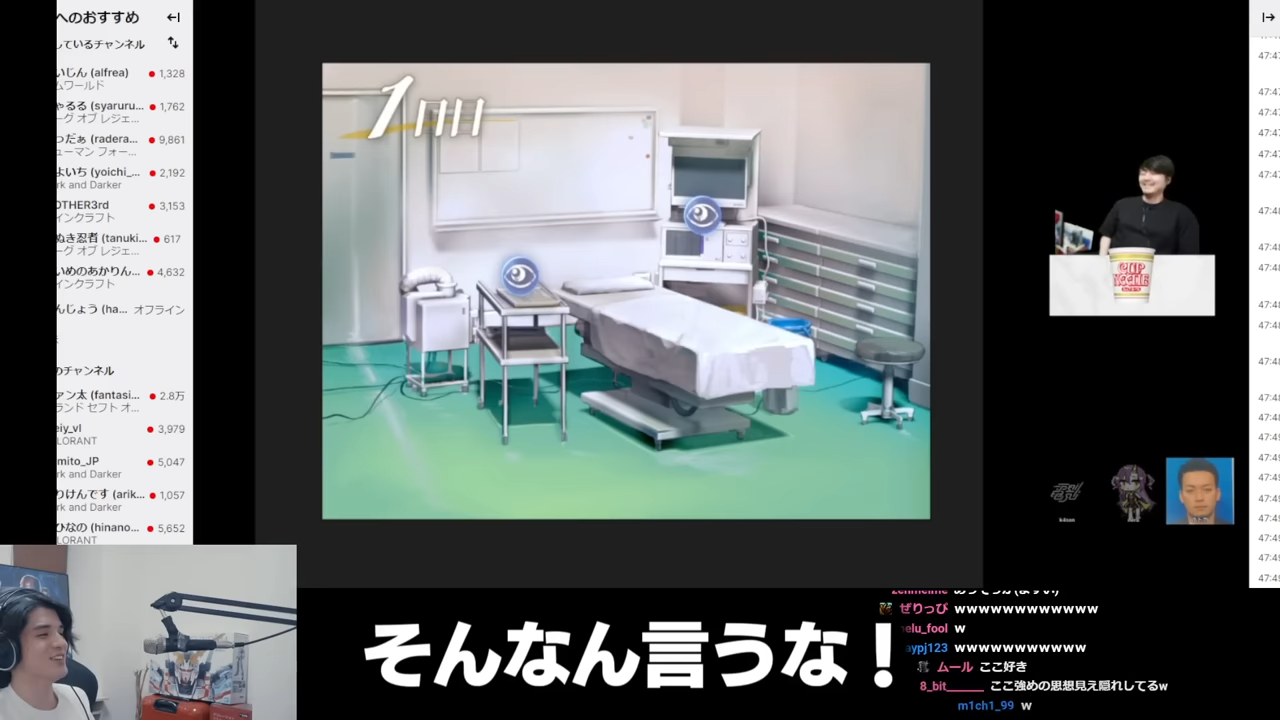 へのおすすめ
しているチャンネル
いじん (alfrea)
1,328
ムワールド
ゃるる (syaruru...
1,762
ーグ オブ レジェ...
っだぁ (radera...
9,861
ューマン フォー...
よいち (yoichi_...
2,192
rk and Darker
OTHER3rd
3,153
インクラフト
ぬき忍者 (tanuki...
617
ーグ オブ レジェ...
いめのあかりん...
4,632
インクラフト
んじょう (ha...
オフライン
のチャンネル
ァン太 (fantasi...
2.8万
ランド セフト オ...
eiy_vl
3,979
LORANT
mito_JP
5,047
rk and Darker
りけんです (arik...
1,057
rk and Darker
ひなの (hinano...
5,652
LORANT
CUP
NOODLE
そんなん言うな!
ぜりっぴ wwwwwwwwwwww
elu_fool w
aypj123 wwwwwwwwwww
ムール ここ好き
8_bit______ ここ強めの思想見え隠れしてるw
m1ch1_99 w